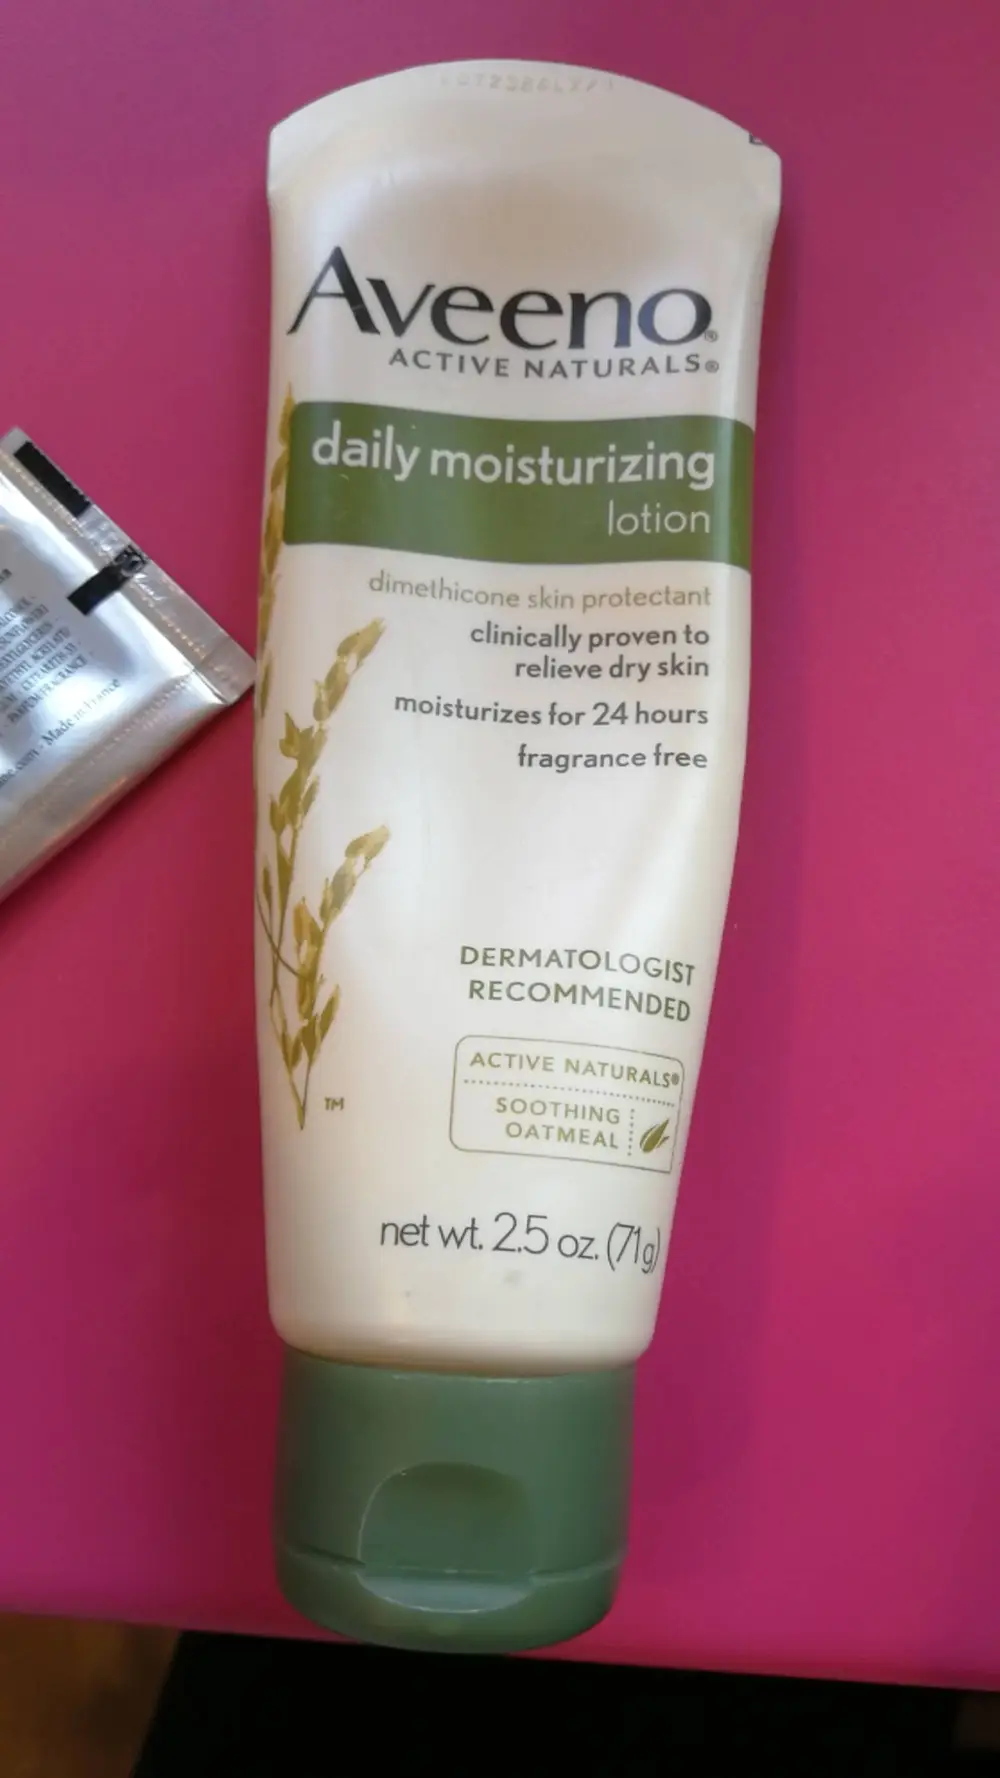 Aveeno®
ACTIVE NATURALS®
daily moisturizing
lotion
dimethicone skin protectant
clinically proven to
relieve dry skin
moisturizes for 24 hours
fragrance free
DERMATOLOGIST
RECOMMENDED
ACTIVE NATURALS®
SOOTHING
OATMEAL
TM
net wt. 2.5 oz. (71g)
Made in France